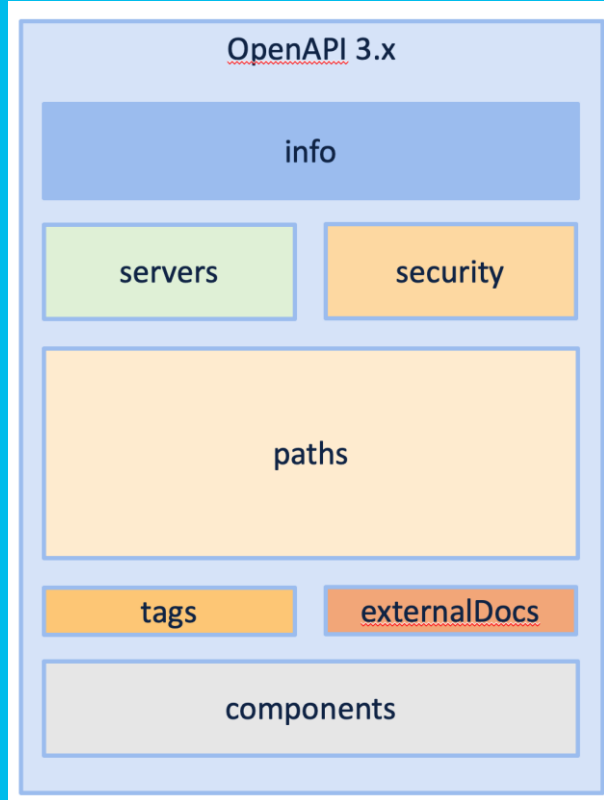 OpenAPI 3.x
info
servers
security
paths
tags
externalDocs
components